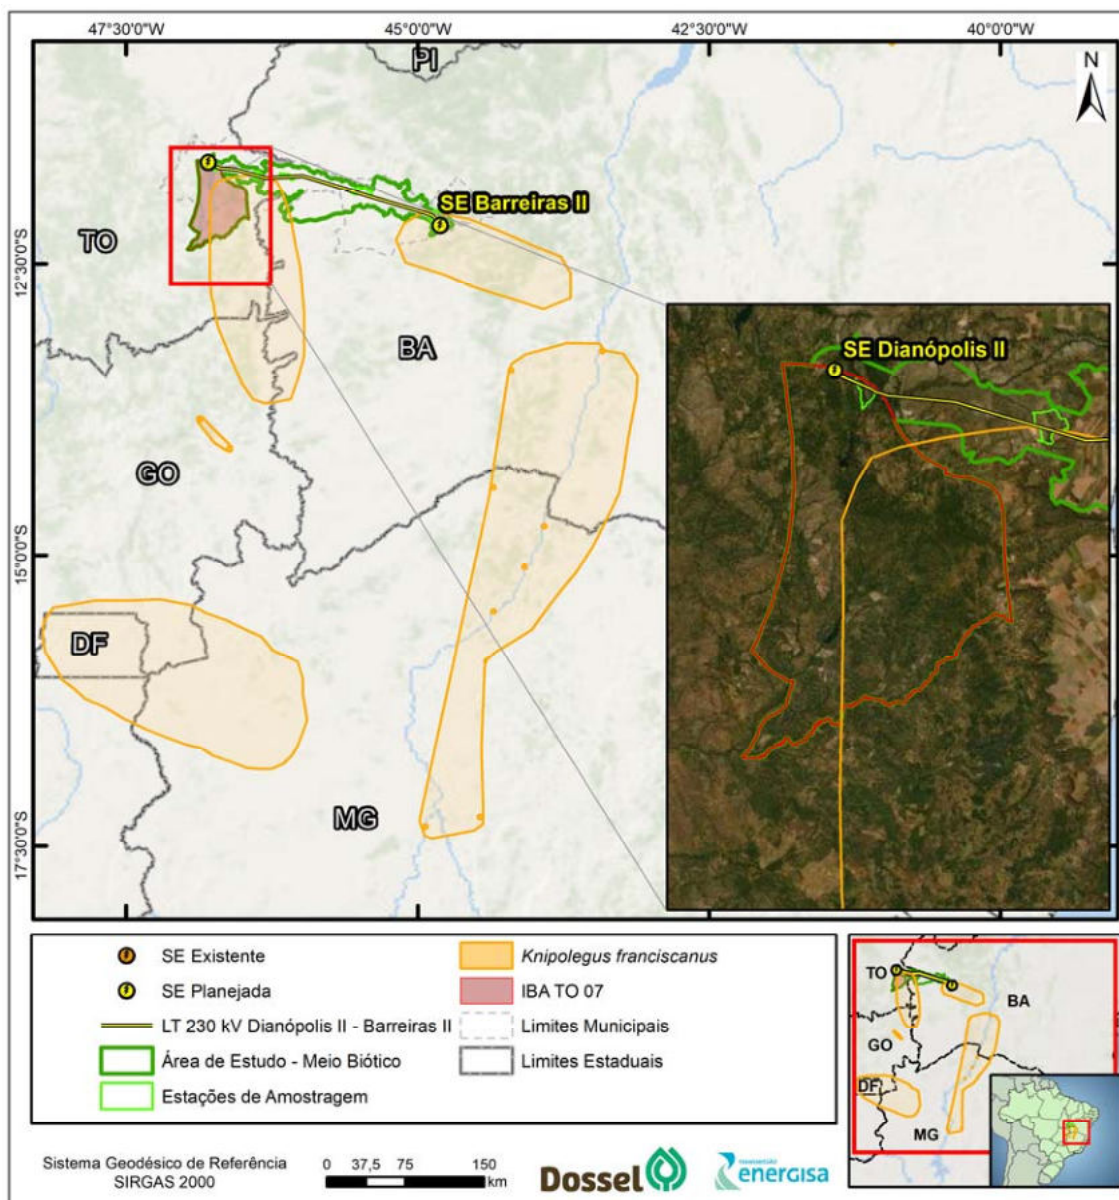 47°30'0"W 45°0'0"W 42°30'0"W 40°0'0"W
N
PI
SE Barreiras II
TO
12°30'0"S
BA
SE Dianópolis II
GO
15°0'0"S
DF
MG
17°30'0"S
SE Existente
SE Planejada
LT 230 kV Dianópolis II - Barreiras II
Área de Estudo - Meio Biótico
Estações de Amostragem
Knipolegus franciscanus
IBA TO 07
Limites Municipais
Limites Estaduais
TO
BA
GO
DF
MG
Sistema Geodésico de Referência
SIRGAS 2000
0 37,5 75 150
km
Dossel
energisa